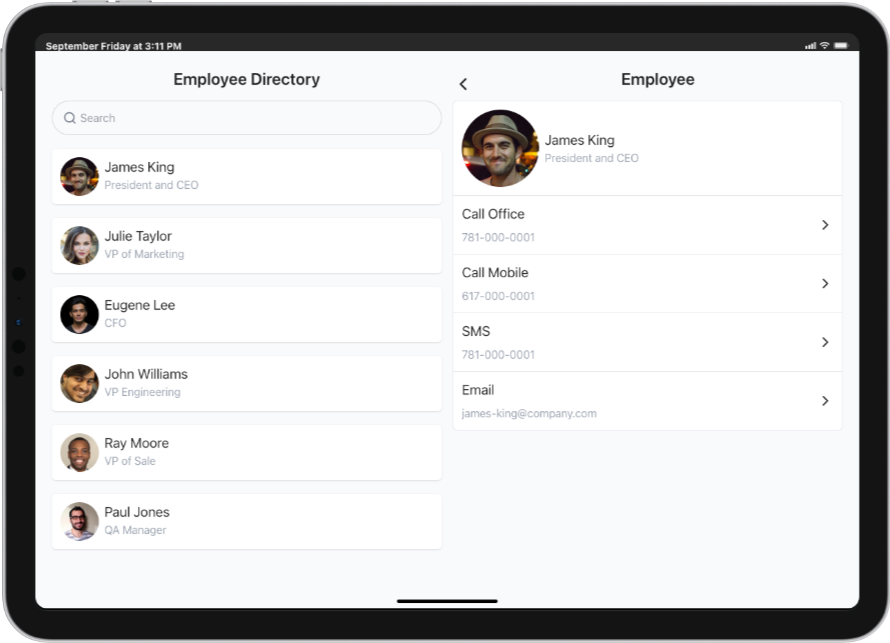 September Friday at 3:11 PM
Employee Directory
Search
James King
President and CEO
Julie Taylor
VP of Marketing
Eugene Lee
CFO
John Williams
VP Engineering
Ray Moore
VP of Sale
Paul Jones
QA Manager
Employee
James King
President and CEO
Call Office
781-000-0001
Call Mobile
617-000-0001
SMS
781-000-0001
Email
james-king@company.com